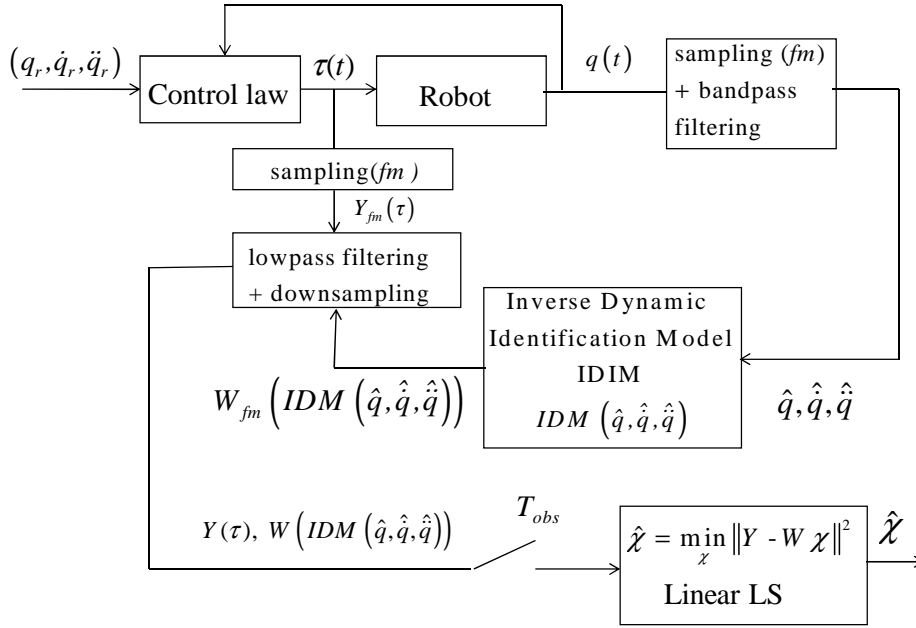 (q_r, q̇_r, q̈_r)
Control law
τ(t)
Robot
q(t)
sampling (fm)
+ bandpass
filtering
sampling(fm)
Y_fm(τ)
lowpass filtering
+ downsampling
Inverse Dynamic
Identification Model
IDIM
IDM (q̂, q̂̇, q̂̈)
W_fm(IDM (q̂, q̂̇, q̂̈))
q̂, q̂̇, q̂̈
Y(τ), W(IDM (q̂, q̂̇, q̂̈))
T_obs
χ̂ = min_χ ‖Y - W χ‖²
Linear LS
χ̂